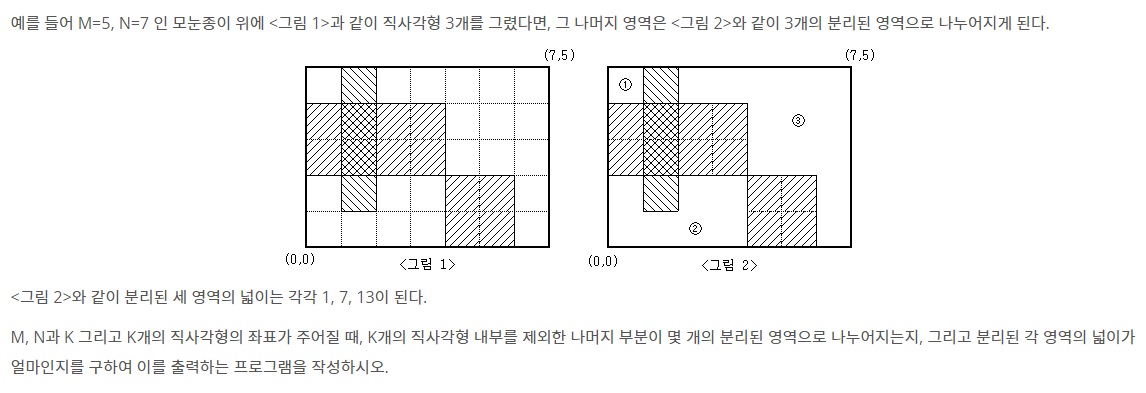 예를 들어 M=5, N=7 인 모눈종이 위에 <그림 1>과 같이 직사각형 3개를 그렸다면, 그 나머지 영역은 <그림 2>와 같이 3개의 분리된 영역으로 나누어지게 된다.
(7,5)
(0,0)
<그림 1>
(7,5)
①
③
②
(0,0)
<그림 2>
<그림 2>와 같이 분리된 세 영역의 넓이는 각각 1, 7, 13이 된다.
M, N과 K 그리고 K개의 직사각형의 좌표가 주어질 때, K개의 직사각형 내부를 제외한 나머지 부분이 몇 개의 분리된 영역으로 나누어지는지, 그리고 분리된 각 영역의 넓이가
얼마인지를 구하여 이를 출력하는 프로그램을 작성하시오.